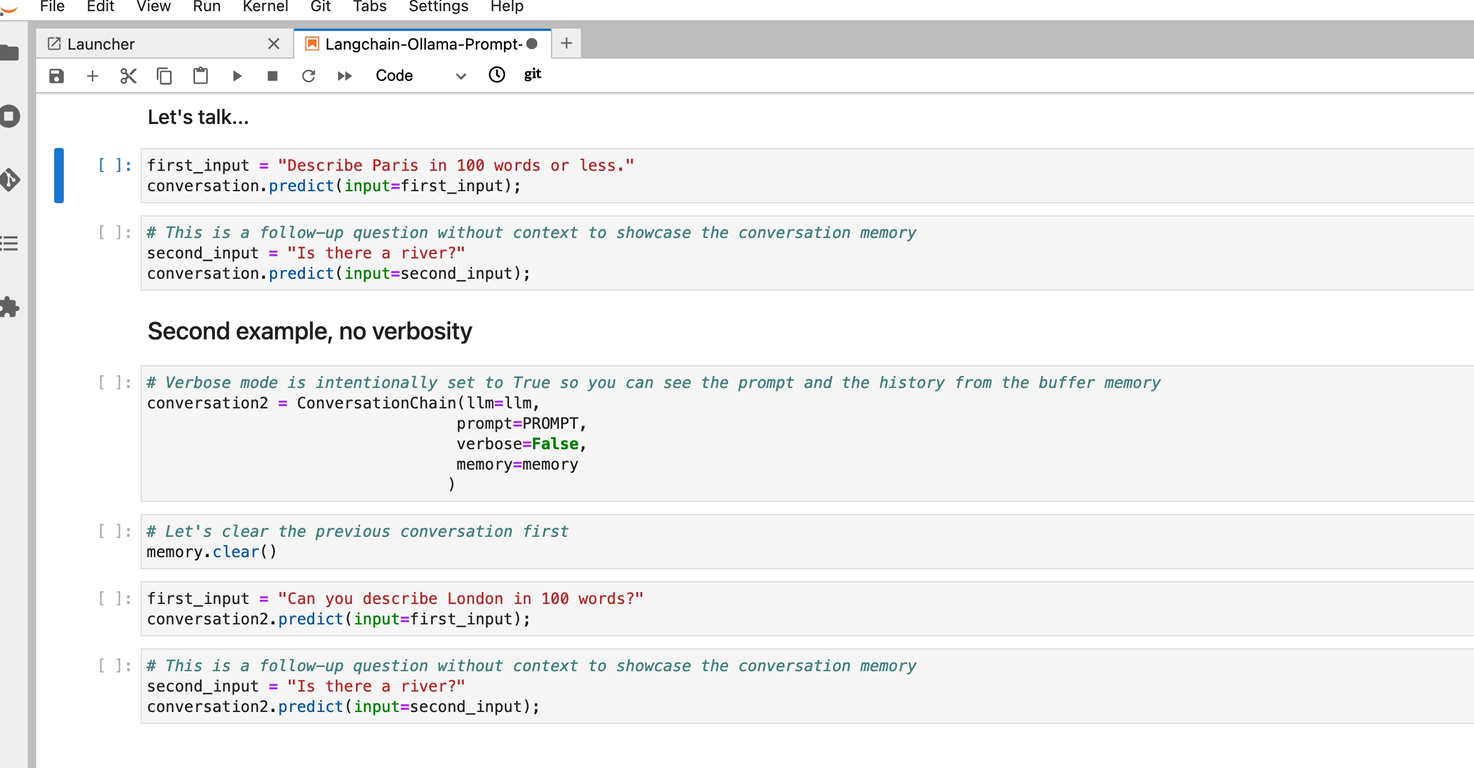 File Edit View Run Kernel Git Tabs Settings Help
Launcher
Langchain-Ollama-Prompt-
Code
git
Let's talk...
[ ]:
first_input = "Describe Paris in 100 words or less."
conversation.predict(input=first_input);
[ ]:
# This is a follow-up question without context to showcase the conversation memory
second_input = "Is there a river?"
conversation.predict(input=second_input);
Second example, no verbosity
[ ]:
# Verbose mode is intentionally set to True so you can see the prompt and the history from the buffer memory
conversation2 = ConversationChain(llm=llm,
prompt=PROMPT,
verbose=False,
memory=memory
)
[ ]:
# Let's clear the previous conversation first
memory.clear()
[ ]:
first_input = "Can you describe London in 100 words?"
conversation2.predict(input=first_input);
[ ]:
# This is a follow-up question without context to showcase the conversation memory
second_input = "Is there a river?"
conversation2.predict(input=second_input);